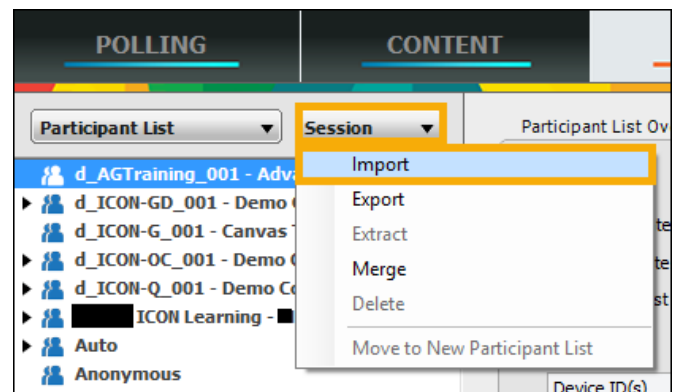 POLLING CONTENT
Participant List Session Participant List Ov
d_AGTraining_001 - Adv
Import
d_ICON-GD_001 - Demo
Export
d_ICON-G_001 - Canvas
Extract
d_ICON-OC_001 - Demo
Merge
d_ICON-Q_001 - Demo Co
Delete
ICON Learning -
Auto
Move to New Participant List
Anonymous
Device ID(s)